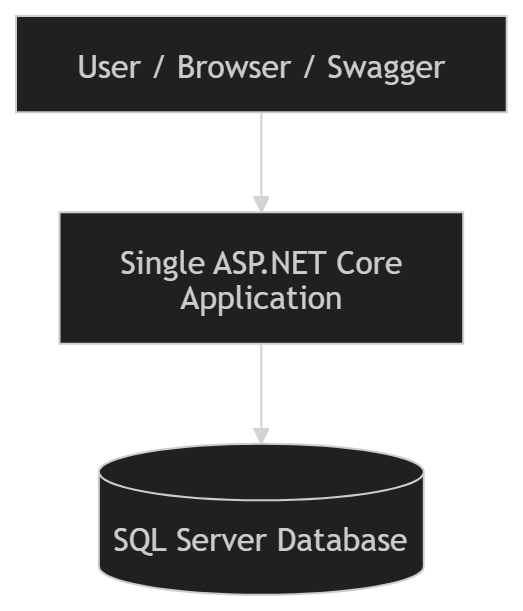 User / Browser / Swagger
Single ASP.NET Core
Application
SQL Server Database